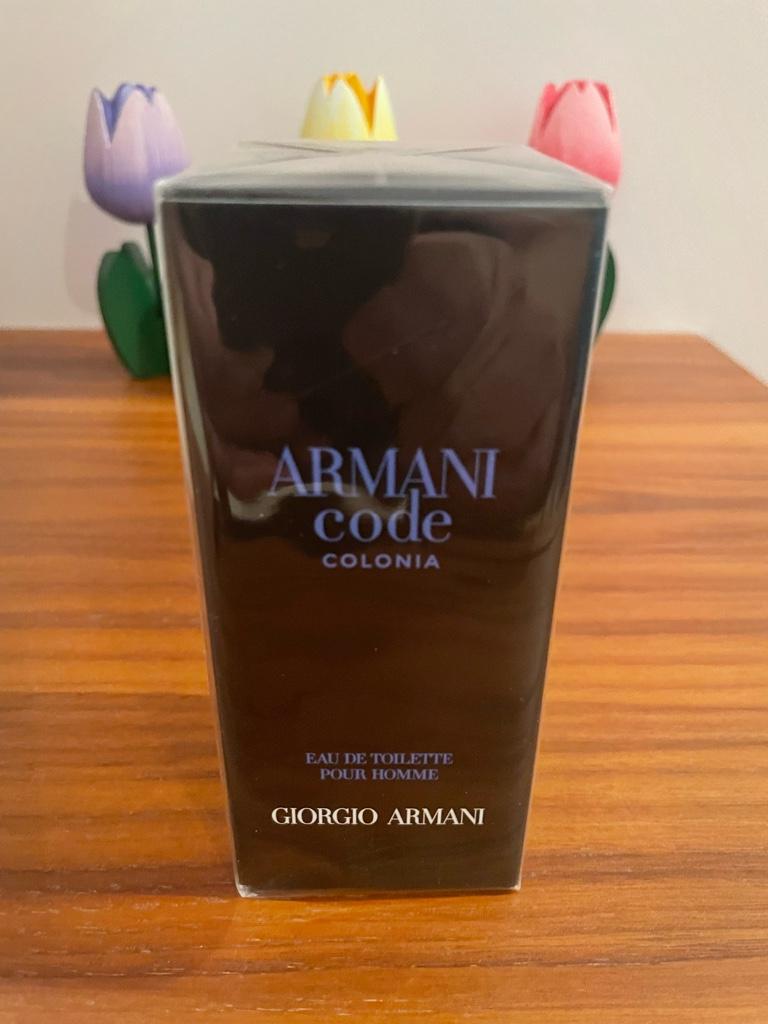 ARMANI
code
COLONIA
EAU DE TOILETTE
POUR HOMME
GIORGIO ARMANI